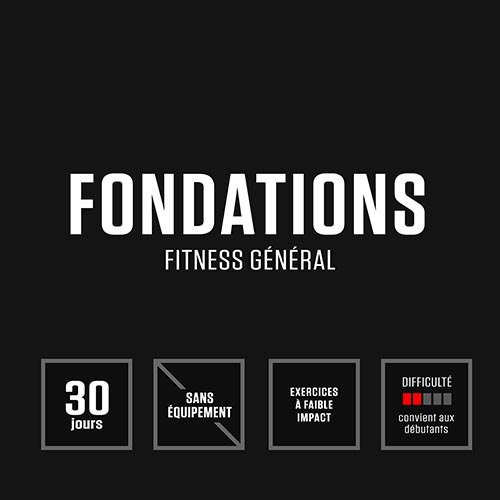 FONDATIONS
FITNESS GÉNÉRAL
30
jours
SANS
ÉQUIPEMENT
EXERCICES
À FAIBLE
IMPACT
DIFFICULTÉ
convient aux
débutants